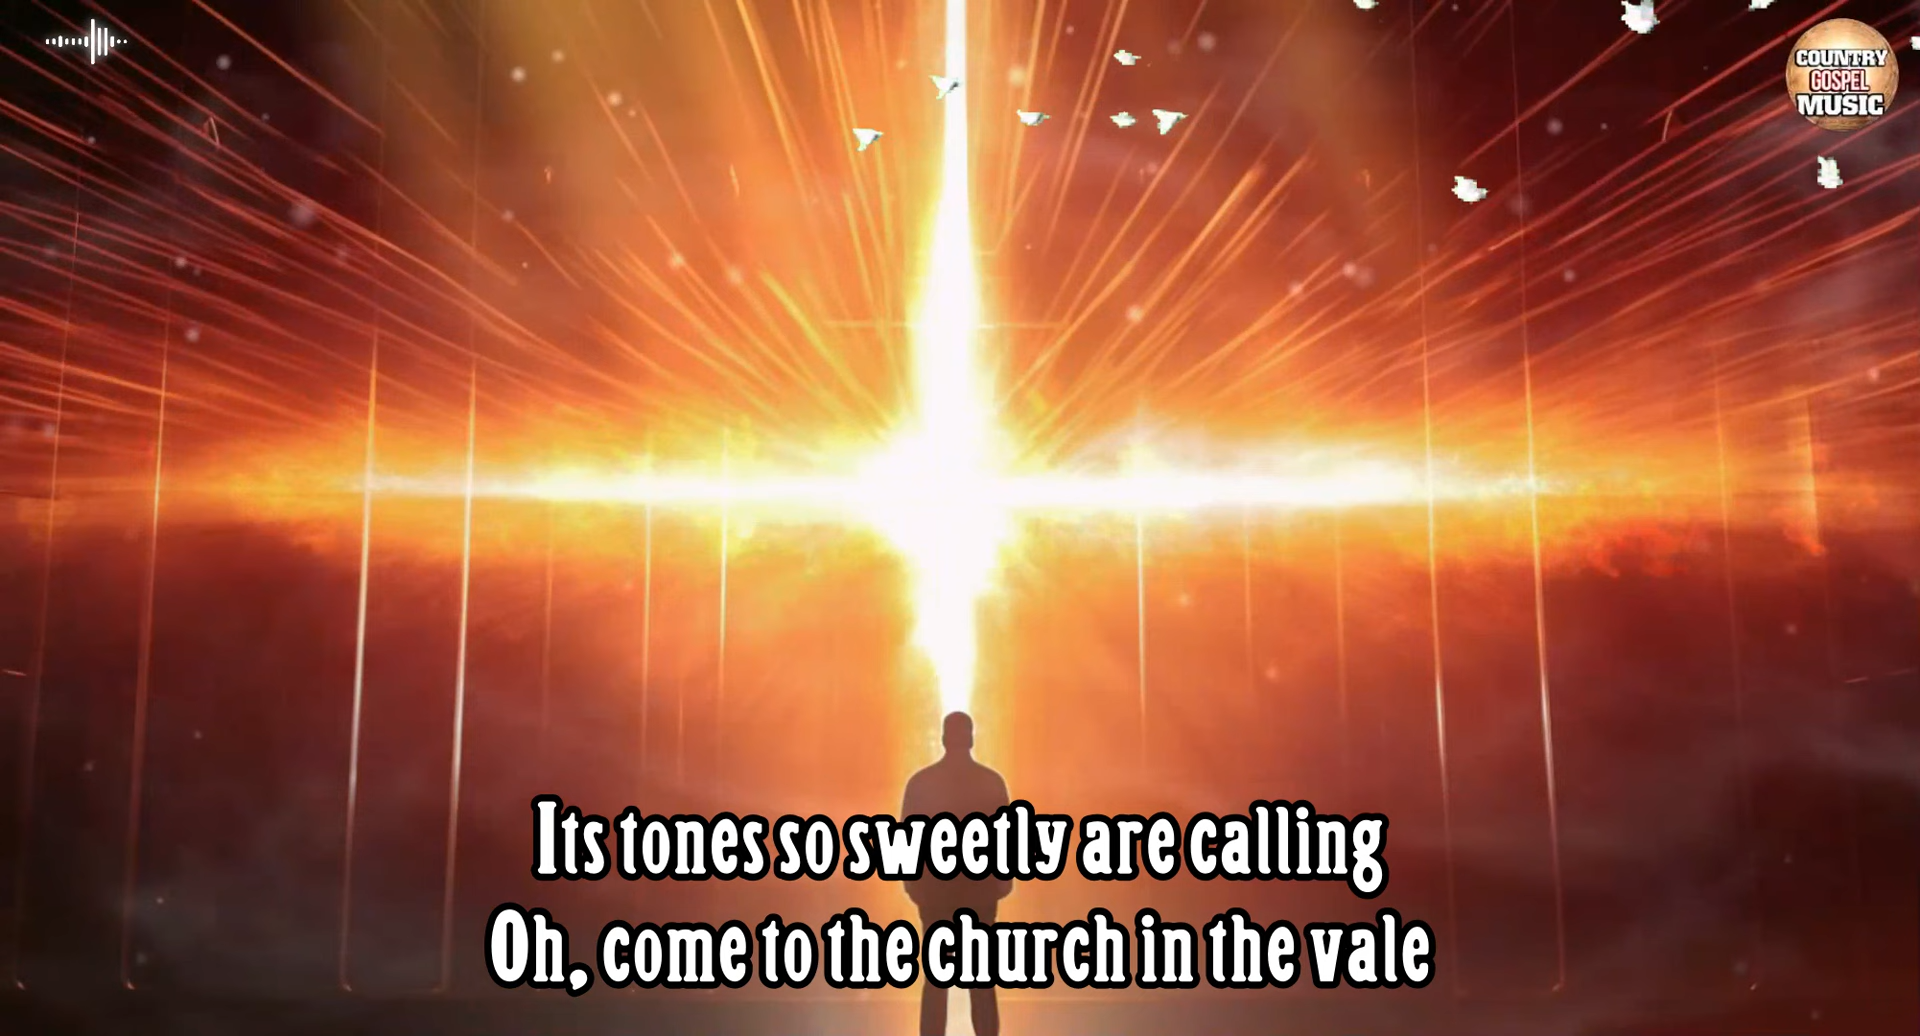 COUNTRY
GOSPEL
MUSIC
Its tones so sweetly are calling
Oh, come to the church in the vale